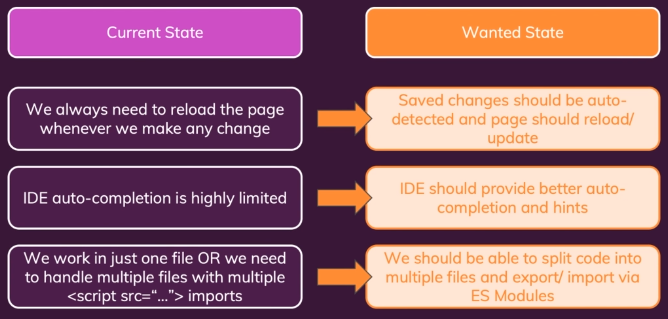 Current State
Wanted State
We always need to reload the page
whenever we make any change
Saved changes should be auto-
detected and page should reload/
update
IDE auto-completion is highly limited
IDE should provide better auto-
completion and hints
We work in just one file OR we need
to handle multiple files with multiple
<script src=“…”> imports
We should be able to split code into
multiple files and export/ import via
ES Modules